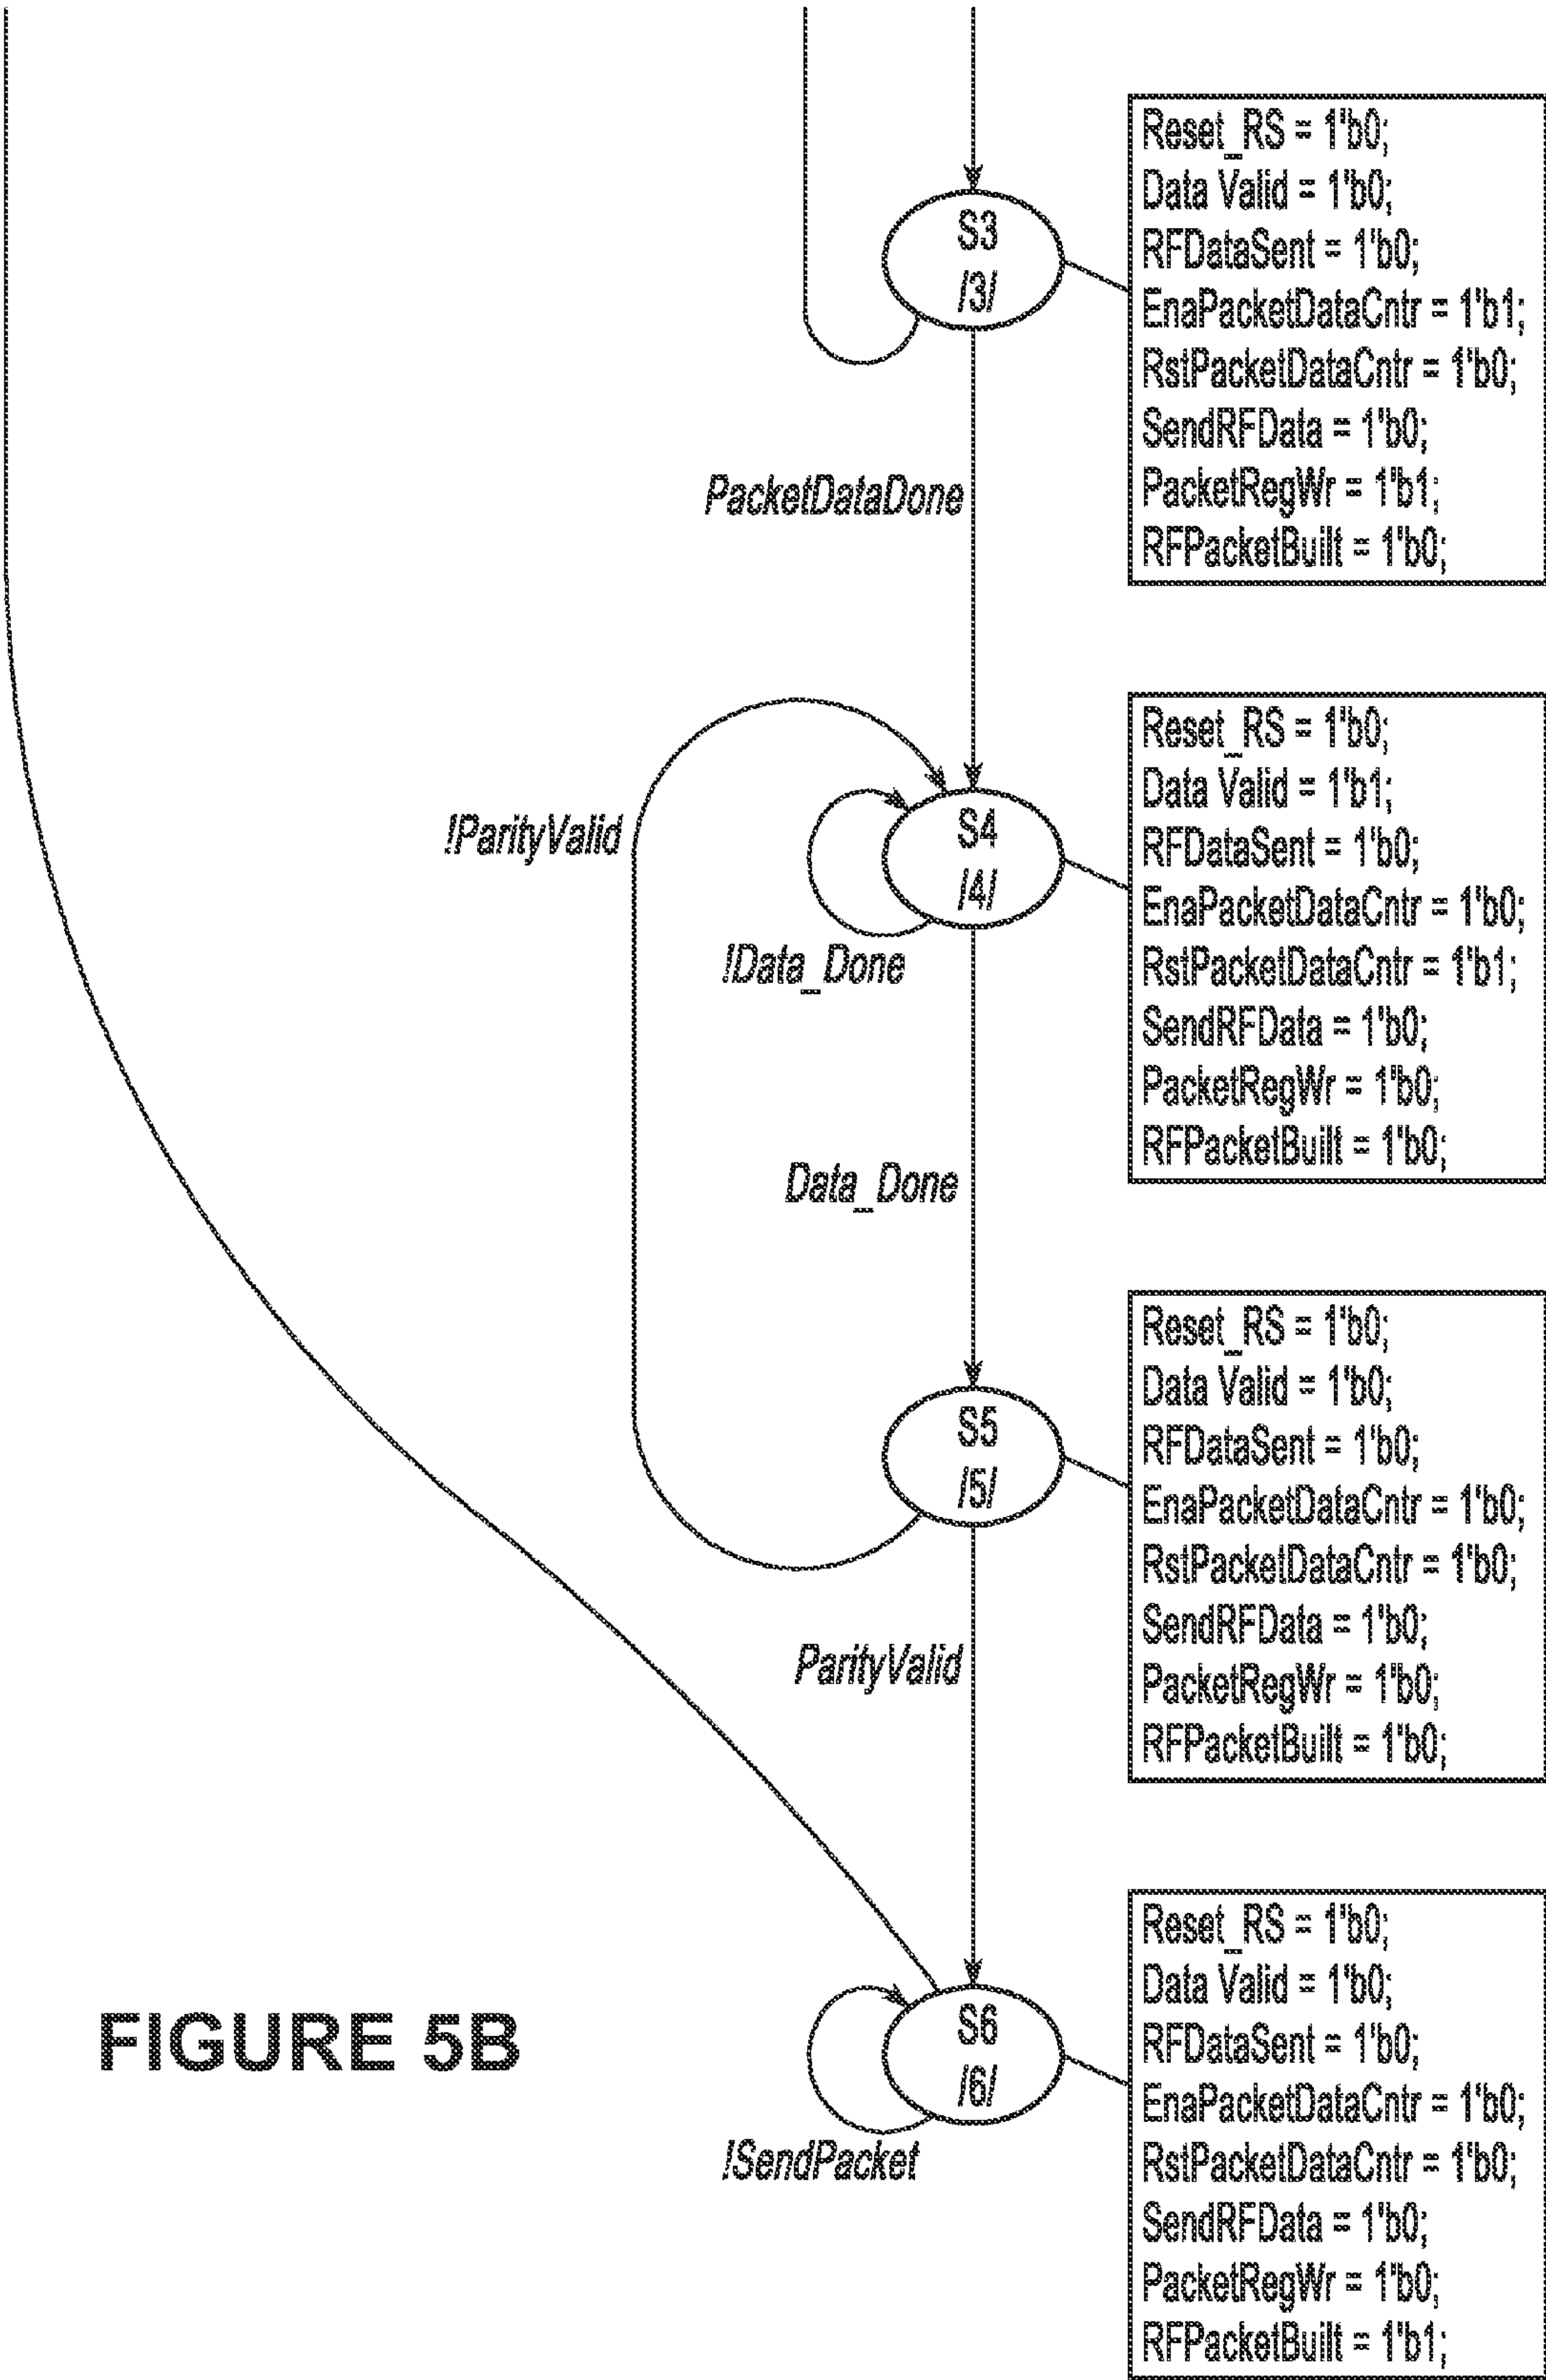 Reset_RS = 1'b0;
Data Valid = 1'b0;
RFDataSent = 1'b0;
EnaPacketDataCntr = 1'b1;
RstPacketDataCntr = 1'b0;
SendRFData = 1'b0;
PacketRegWr = 1'b1;
RFPacketBuilt = 1'b0;
S3
/3/
PacketDataDone
Reset_RS = 1'b0;
Data Valid = 1'b1;
RFDataSent = 1'b0;
EnaPacketDataCntr = 1'b0;
RstPacketDataCntr = 1'b1;
SendRFData = 1'b0;
PacketRegWr = 1'b0;
RFPacketBuilt = 1'b0;
S4
/4/
!ParityValid
!Data_Done
Data_Done
Reset_RS = 1'b0;
Data Valid = 1'b0;
RFDataSent = 1'b0;
EnaPacketDataCntr = 1'b0;
RstPacketDataCntr = 1'b0;
SendRFData = 1'b0;
PacketRegWr = 1'b0;
RFPacketBuilt = 1'b0;
S5
/5/
ParityValid
Reset_RS = 1'b0;
Data Valid = 1'b0;
RFDataSent = 1'b0;
EnaPacketDataCntr = 1'b0;
RstPacketDataCntr = 1'b0;
SendRFData = 1'b0;
PacketRegWr = 1'b0;
RFPacketBuilt = 1'b1;
S6
/6/
!SendPacket
FIGURE 5B